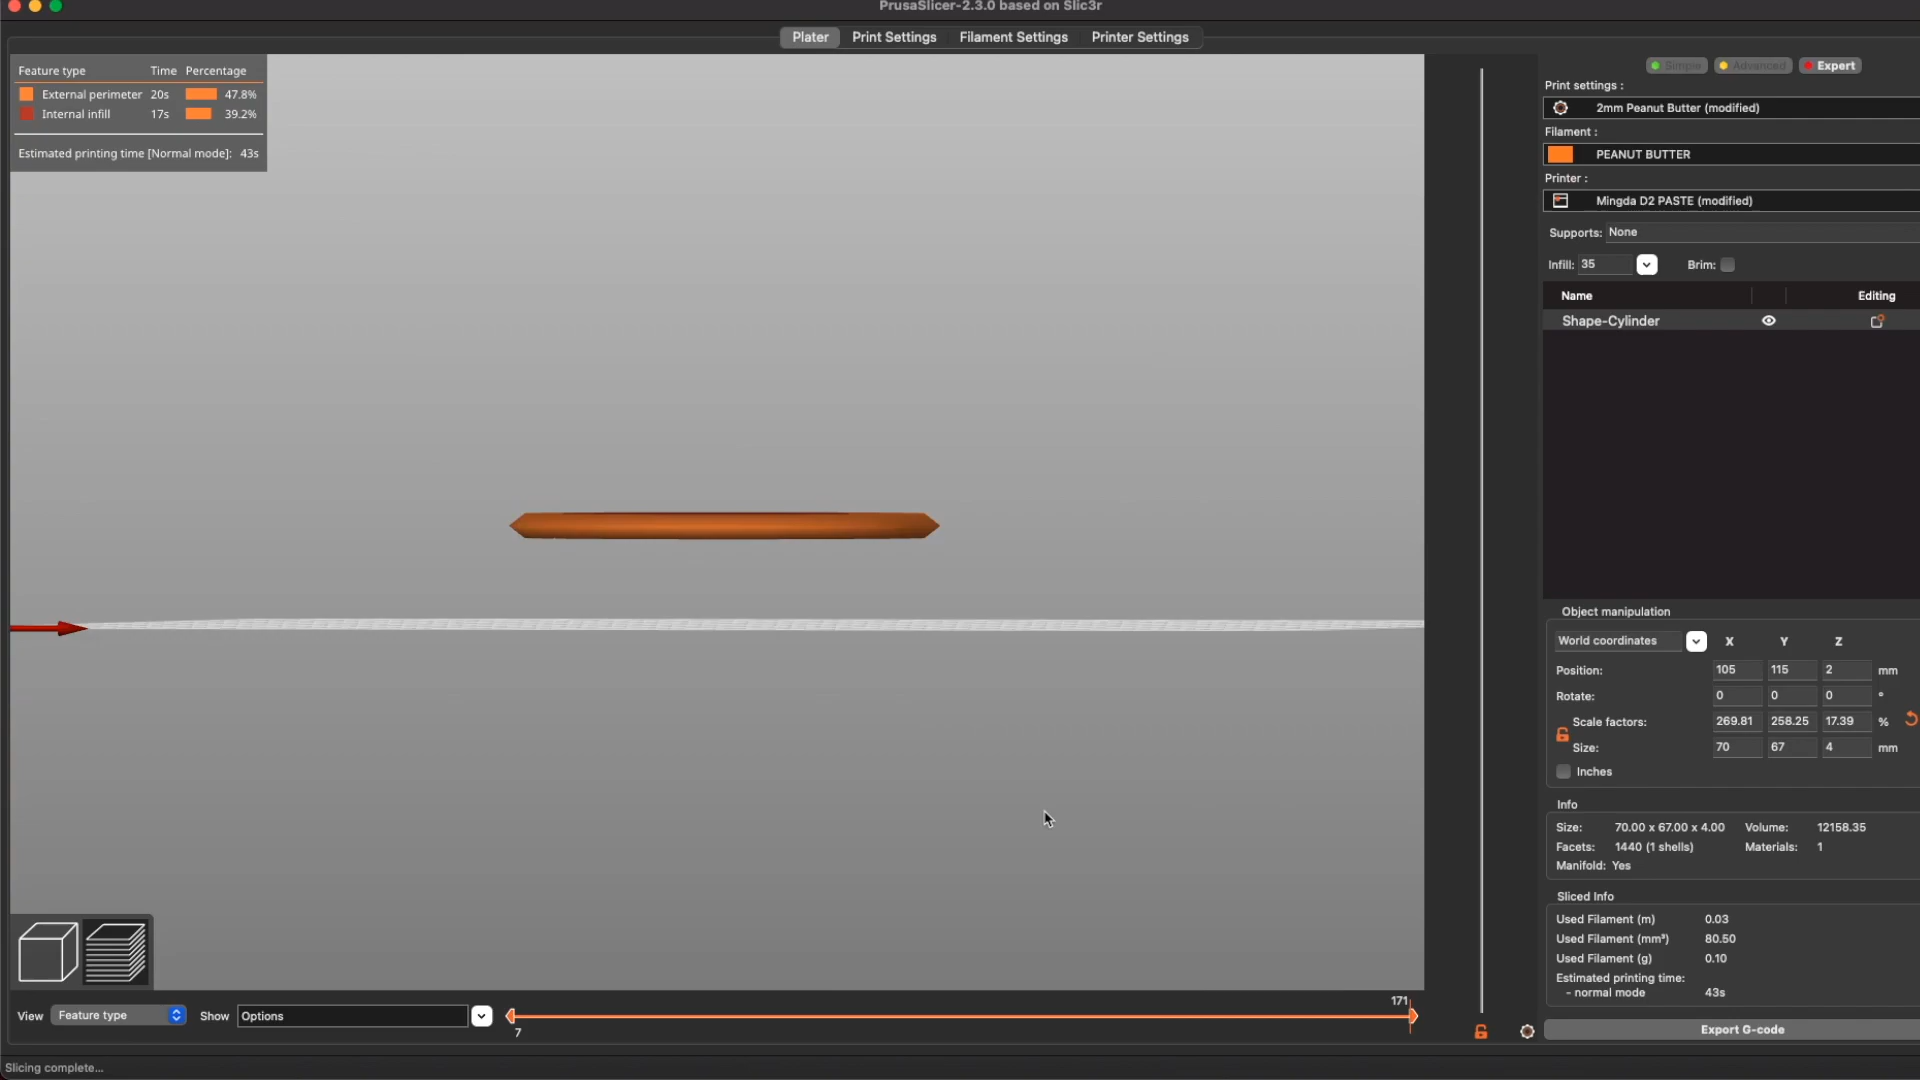 PrusaSlicer-2.3.0 based on Slic3r
Plater Print Settings Filament Settings Printer Settings
Feature type Time Percentage
External perimeter 20s 47.8%
Internal infill 17s 39.2%
Estimated printing time [Normal mode]: 43s
Simple Advanced Expert
Print settings :
2mm Peanut Butter (modified)
Filament :
PEANUT BUTTER
Printer :
Mingda D2 PASTE (modified)
Supports: None
Infill: 35 Brim:
Name Editing
Shape-Cylinder
Object manipulation
World coordinates X Y Z
Position: 105 115 2 mm
Rotate: 0 0 0 °
Scale factors: 269.81 258.25 17.39 %
Size: 70 67 4 mm
Inches
Info
Size: 70.00 x 67.00 x 4.00 Volume: 12158.35
Facets: 1440 (1 shells) Materials: 1
Manifold: Yes
Sliced Info
Used Filament (m) 0.03
Used Filament (mm³) 80.50
Used Filament (g) 0.10
Estimated printing time:
- normal mode 43s
Export G-code
View Feature type Show Options
171
7
Slicing complete...